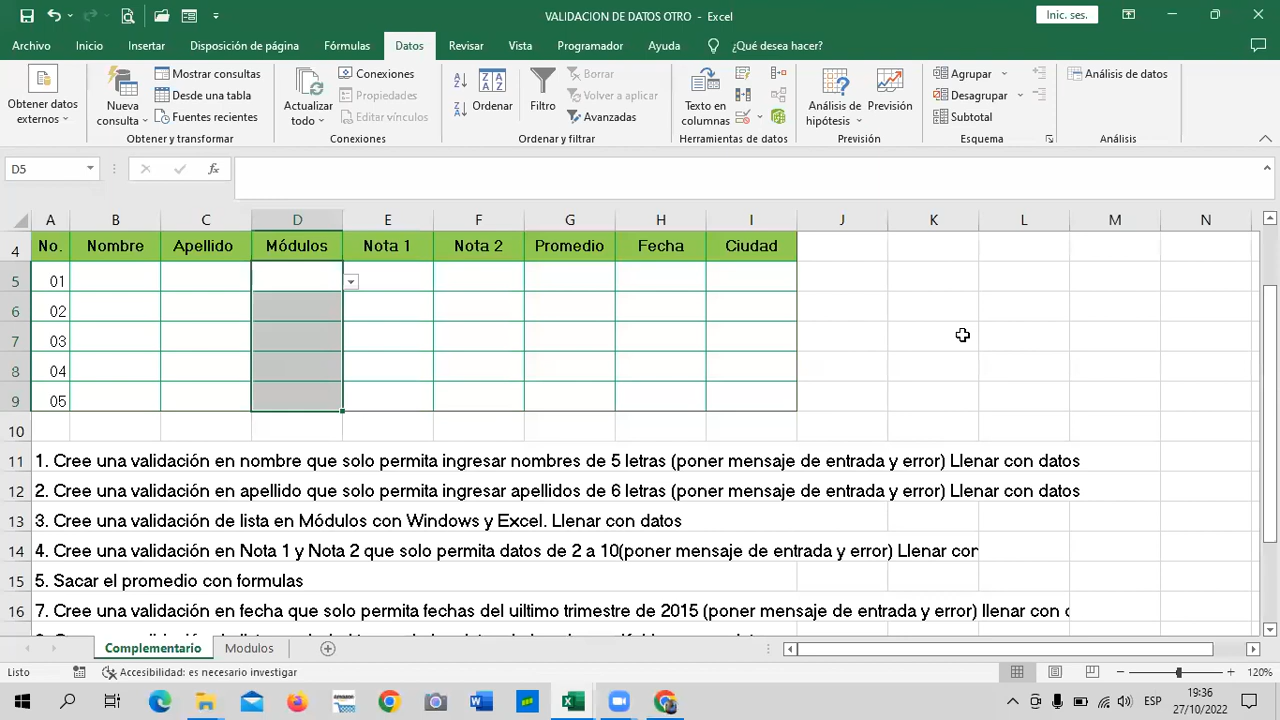 VALIDACION DE DATOS OTRO - Excel
Inic. ses.
Archivo Inicio Insertar Disposición de página Fórmulas Datos Revisar Vista Programador Ayuda ¿Qué desea hacer?
Obtener datos externos
Nueva consulta
Mostrar consultas
Desde una tabla
Fuentes recientes
Obtener y transformar
Actualizar todo
Conexiones
Propiedades
Editar vínculos
Conexiones
Ordenar
Filtro
Borrar
Volver a aplicar
Avanzadas
Ordenar y filtrar
Texto en columnas
Herramientas de datos
Análisis de hipótesis
Previsión
Previsión
Agrupar
Desagrupar
Subtotal
Esquema
Análisis de datos
Análisis
D5
fx
A B C D E F G H I J K L M N
4 No. Nombre Apellido Módulos Nota 1 Nota 2 Promedio Fecha Ciudad
5 01
6 02
7 03
8 04
9 05
10
11 1. Cree una validación en nombre que solo permita ingresar nombres de 5 letras (poner mensaje de entrada y error) Llenar con datos
12 2. Cree una validación en apellido que solo permita ingresar apellidos de 6 letras (poner mensaje de entrada y error) Llenar con datos
13 3. Cree una validación de lista en Módulos con Windows y Excel. Llenar con datos
14 4. Cree una validación en Nota 1 y Nota 2 que solo permita datos de 2 a 10(poner mensaje de entrada y error) Llenar con
15 5. Sacar el promedio con formulas
16 7. Cree una validación en fecha que solo permita fechas del uiltimo trimestre de 2015 (poner mensaje de entrada y error) llenar con
Complementario Modulos
Listo Accesibilidad: es necesario investigar 120%
ESP
19:36
27/10/2022